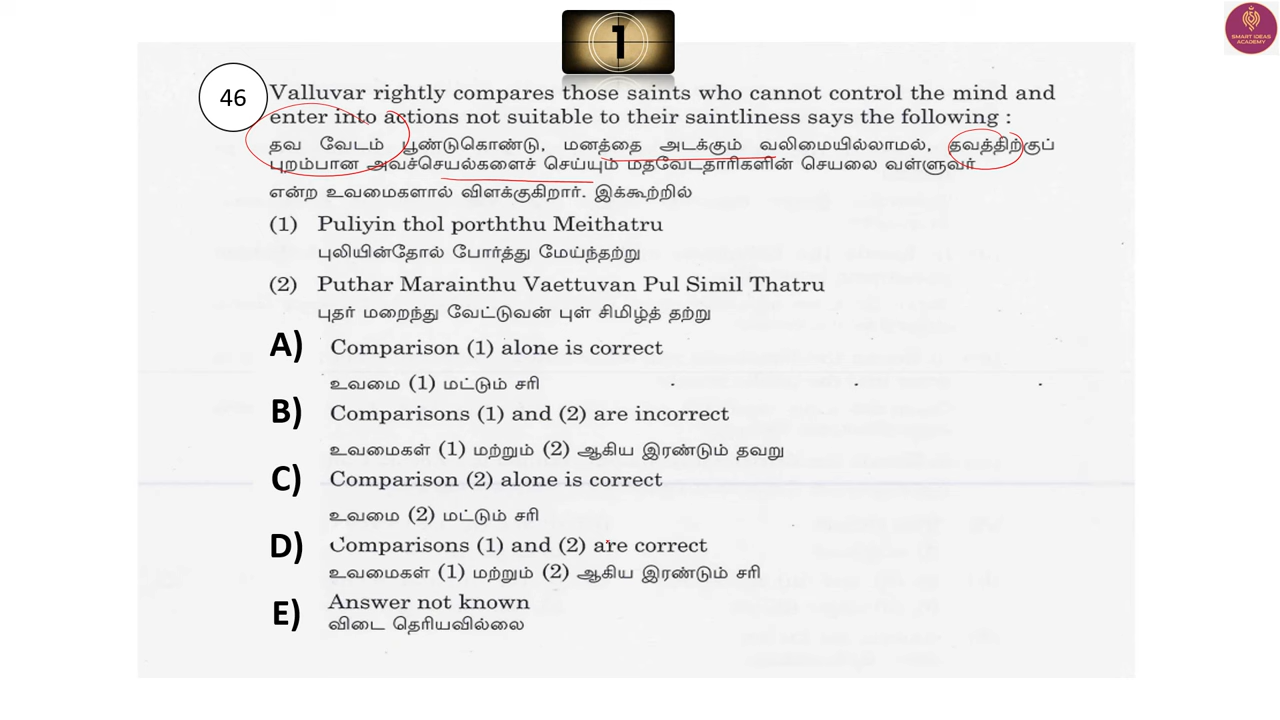 1
SMART IDEAS
ACADEMY
46
Valluvar rightly compares those saints who cannot control the mind and
enter into actions not suitable to their saintliness says the following :
தவ வேடம் பூண்டுகொண்டு, மனத்தை அடக்கும் வலிமையில்லாமல், தவத்திற்குப்
புறம்பான அவச்செயல்களைச் செய்யும் மதவேடதாரிகளின் செயலை வள்ளுவர்
என்ற உவமைகளால் விளக்குகிறார். இக்கூற்றில்
(1) Puliyin thol porththu Meithatru
புலியின்தோல் போர்த்து மேய்ந்தற்று
(2) Puthar Marainthu Vaettuvan Pul Simil Thatru
புதர் மறைந்து வேட்டுவன் புள் சிமிழ்த் தற்று
A) Comparison (1) alone is correct
உவமை (1) மட்டும் சரி
B) Comparisons (1) and (2) are incorrect
உவமைகள் (1) மற்றும் (2) ஆகிய இரண்டும் தவறு
C) Comparison (2) alone is correct
உவமை (2) மட்டும் சரி
D) Comparisons (1) and (2) are correct
உவமைகள் (1) மற்றும் (2) ஆகிய இரண்டும் சரி
E) Answer not known
விடை தெரியவில்லை